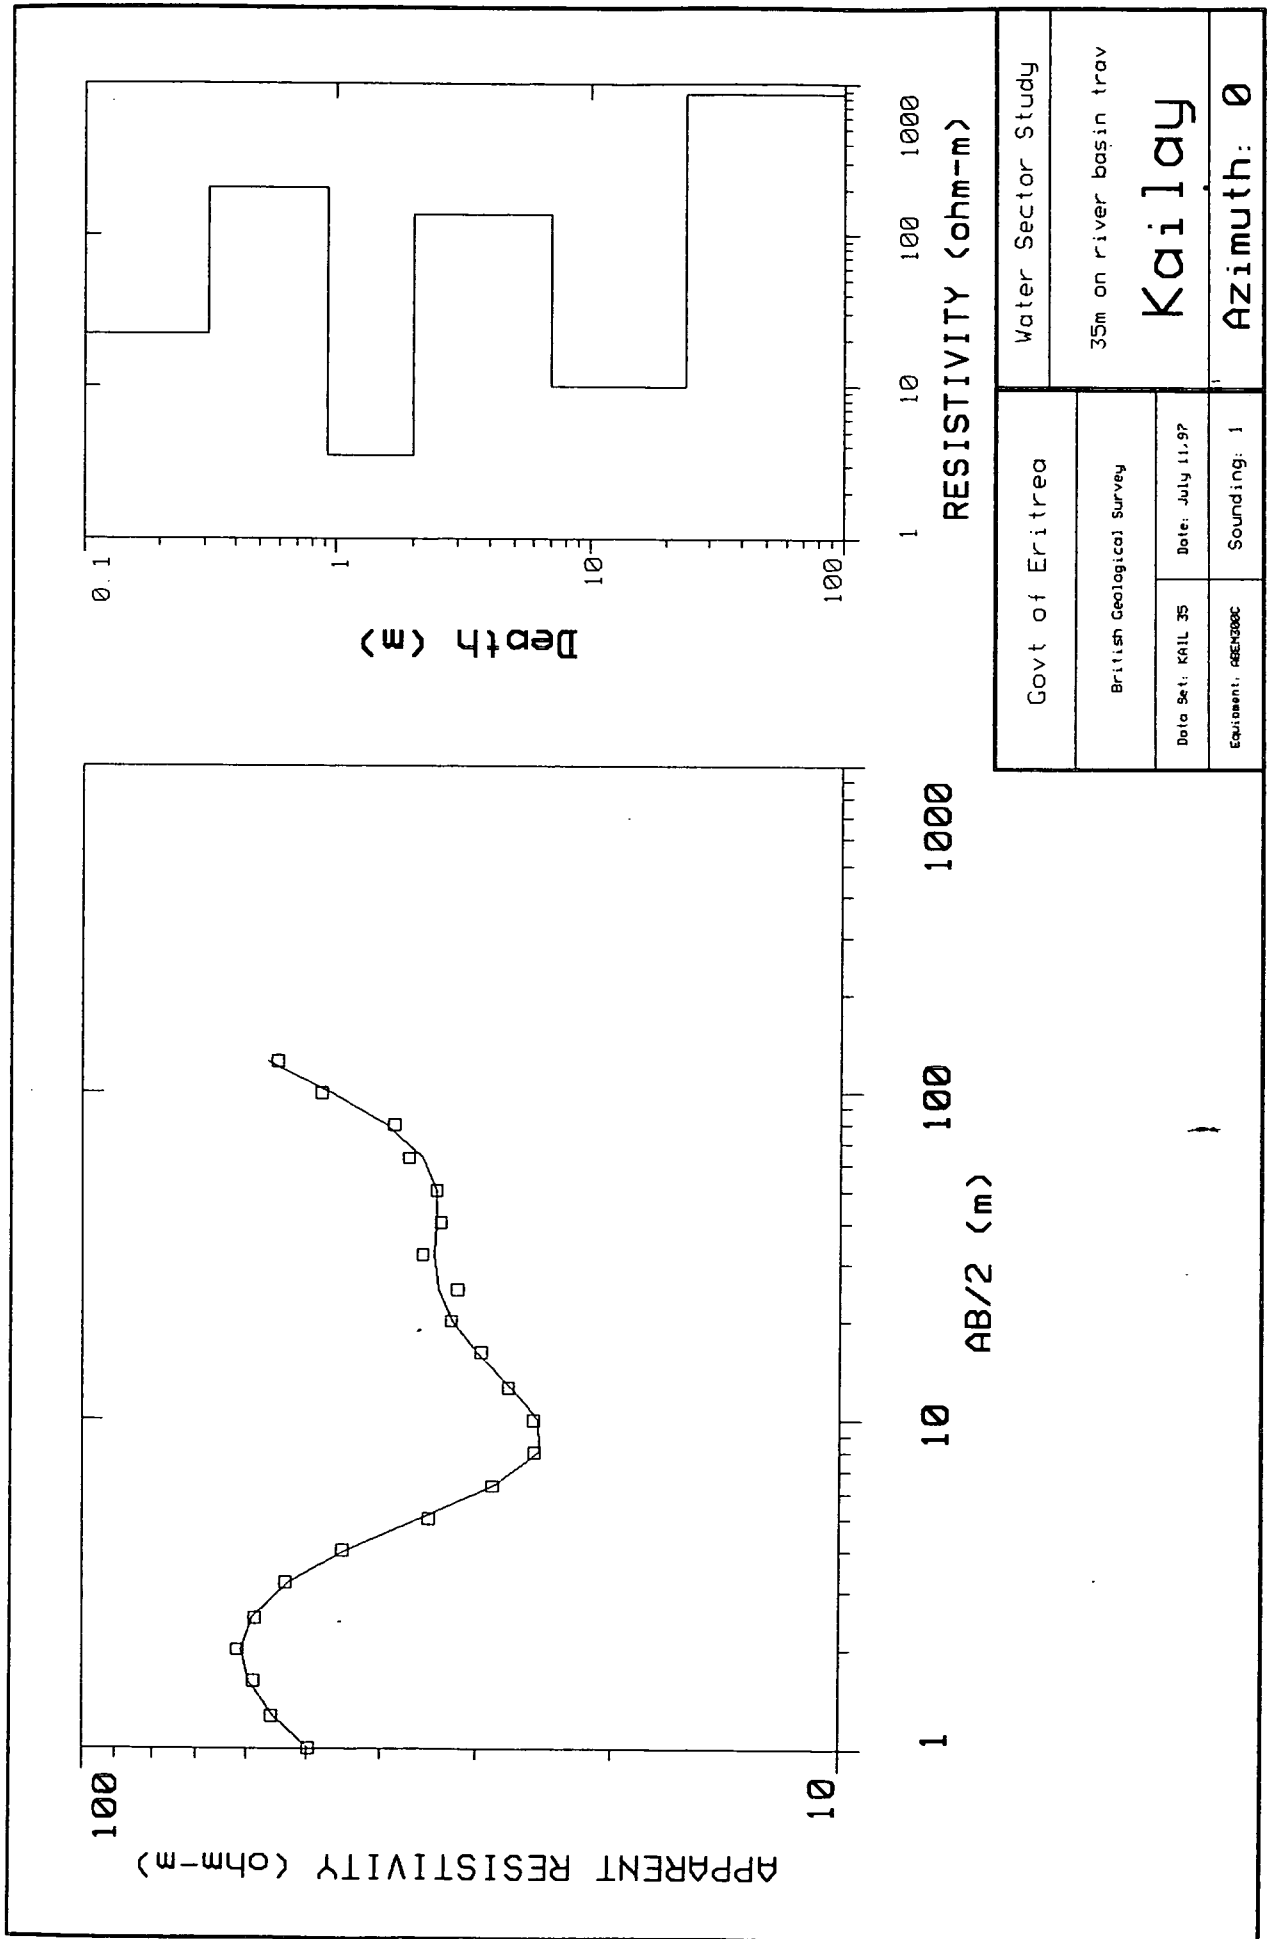 APPARENT RESISTIVITY (ohm-m)
100
10
1
10
100
1000
AB/2 (m)
Depth (m)
0.1
1
10
100
1
10
100
1000
RESISTIVITY (ohm-m)
Govt of Eritrea
British Geological Survey
Data Set: KAIL 35
Date: July 11.97
Equipment: ABEM300C
Sounding: 1
Water Sector Study
35m on river basin trav
Kailay
Azimuth: 0